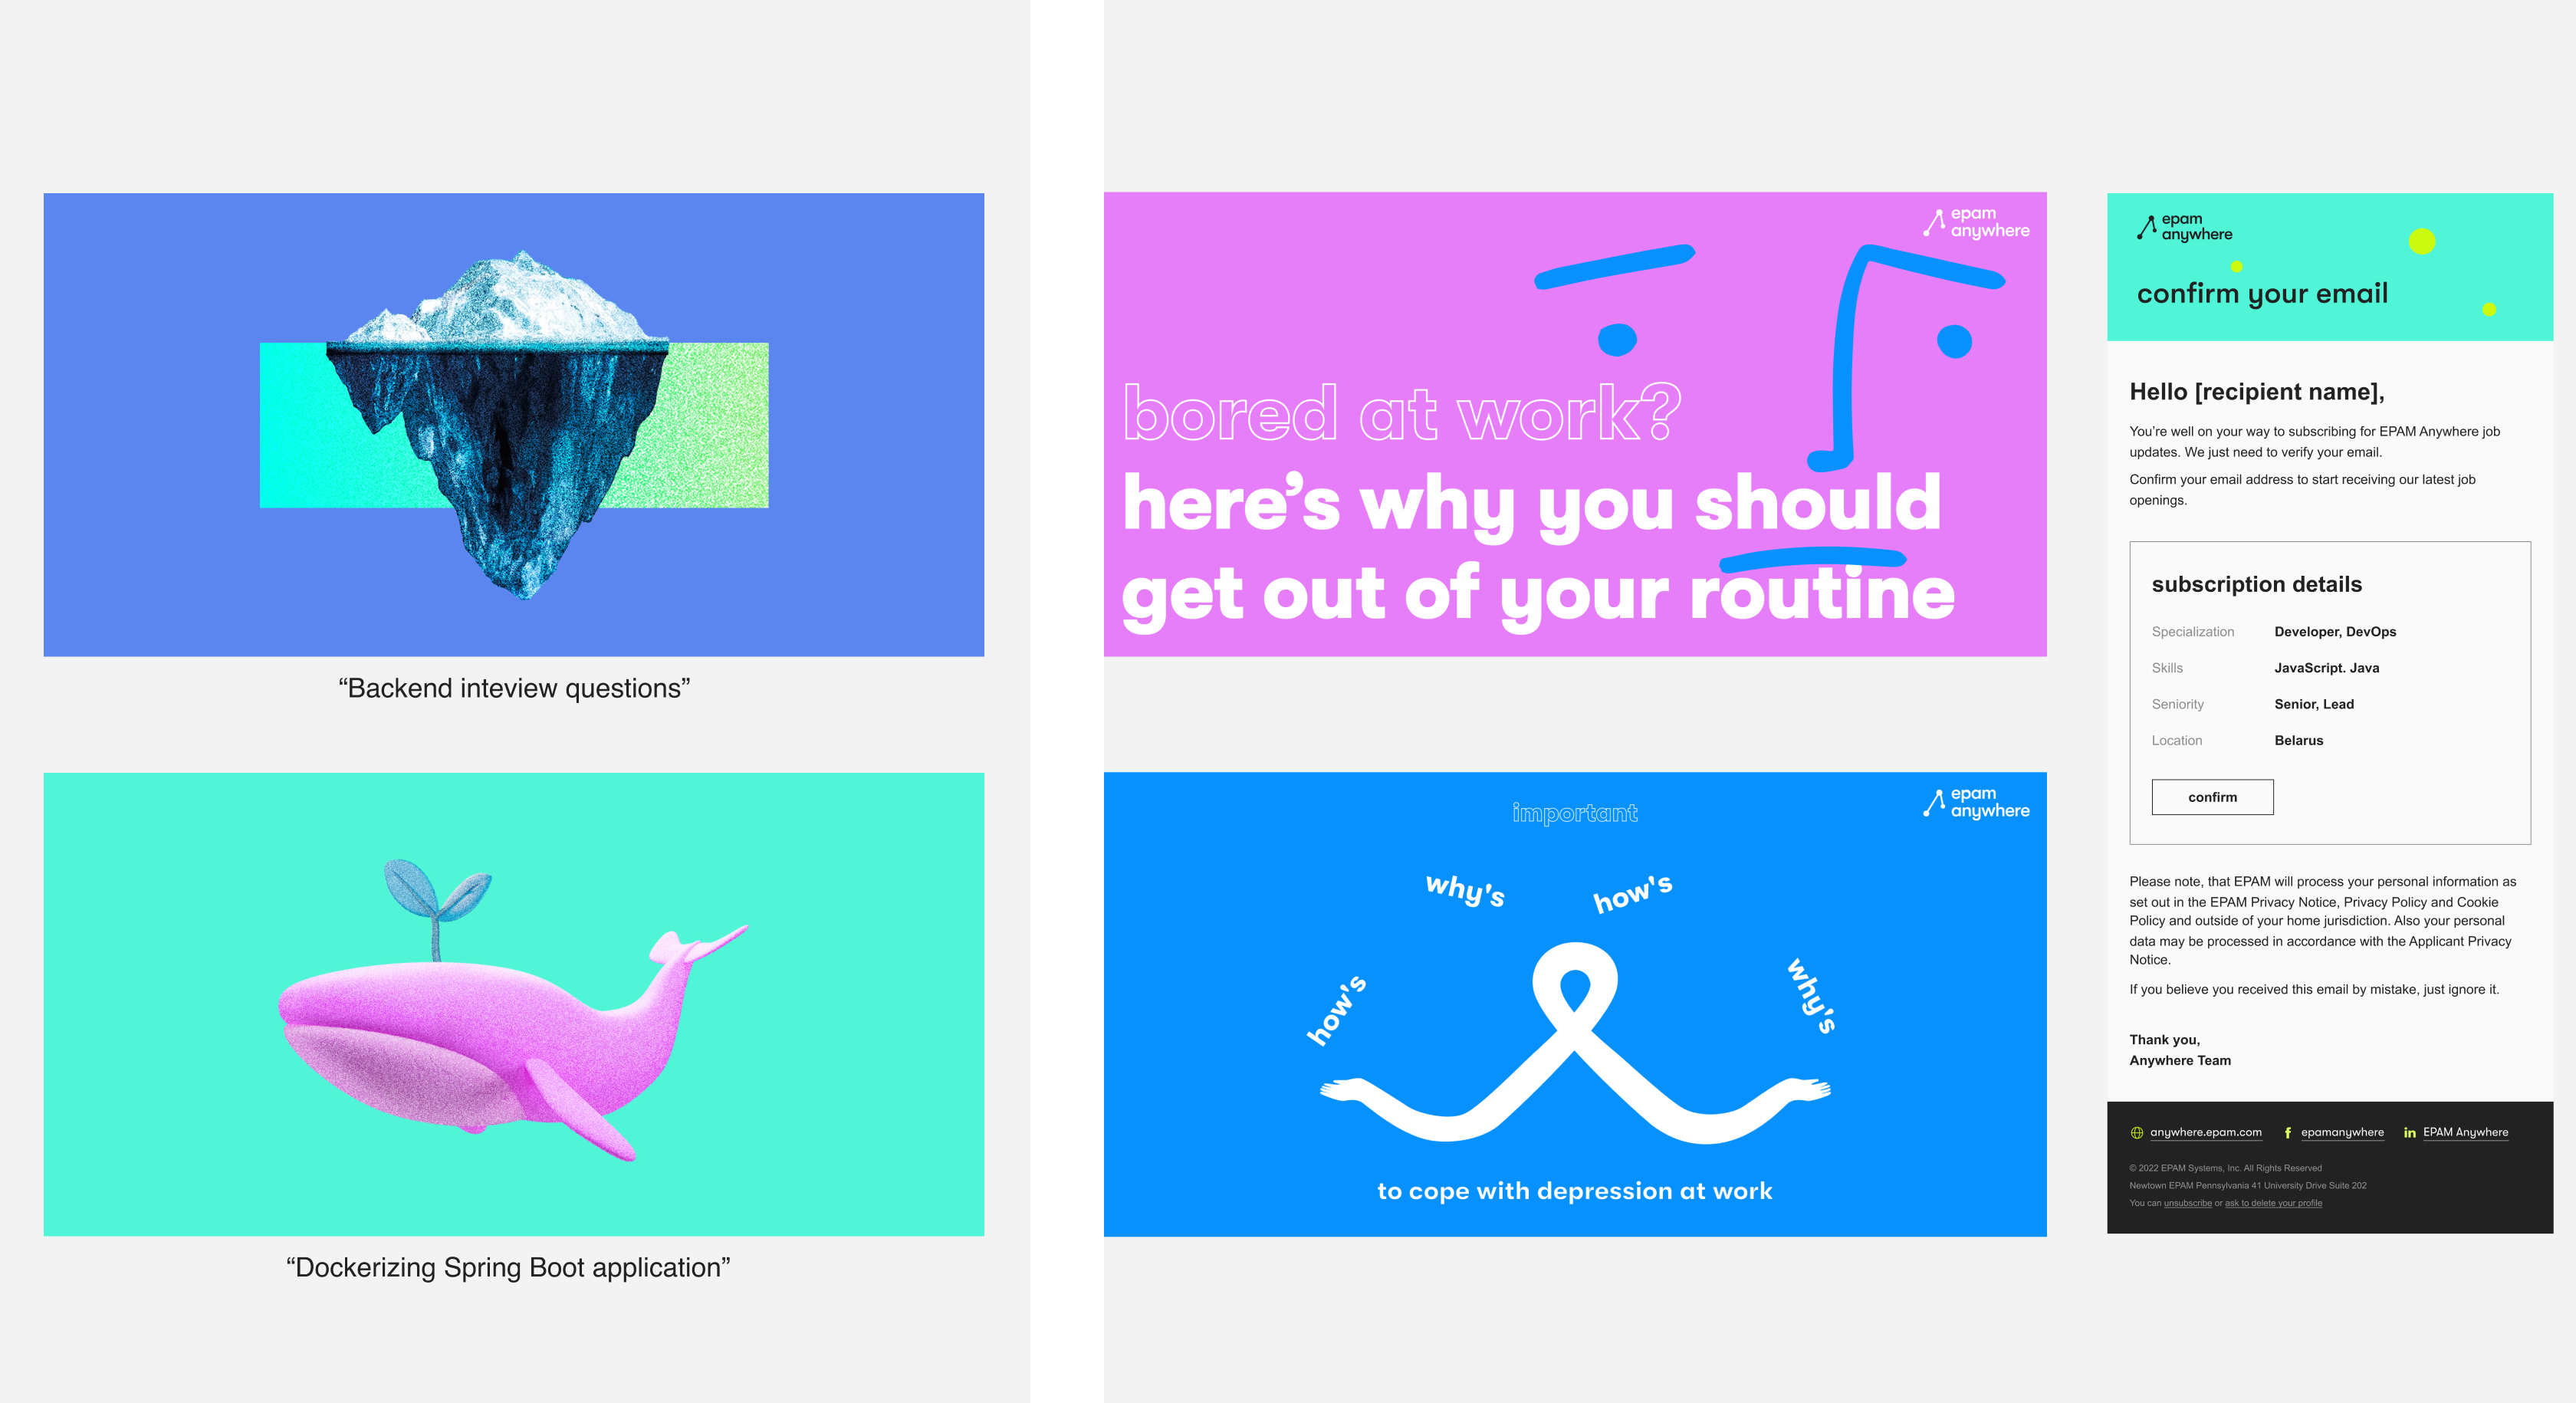 “Backend inteview questions”
“Dockerizing Spring Boot application”
epam
anywhere
bored at work?
here’s why you should
get out of your routine
epam
anywhere
important
why's
how's
how's
why's
to cope with depression at work
epam
anywhere
confirm your email
Hello [recipient name],
You’re well on your way to subscribing for EPAM Anywhere job
updates. We just need to verify your email.
Confirm your email address to start receiving our latest job
openings.
subscription details
Specialization Developer, DevOps
Skills JavaScript. Java
Seniority Senior, Lead
Location Belarus
confirm
Please note, that EPAM will process your personal information as
set out in the EPAM Privacy Notice, Privacy Policy and Cookie
Policy and outside of your home jurisdiction. Also your personal
data may be processed in accordance with the Applicant Privacy
Notice.
If you believe you received this email by mistake, just ignore it.
Thank you,
Anywhere Team
anywhere.epam.com f epamanywhere in EPAM Anywhere
© 2022 EPAM Systems, Inc. All Rights Reserved
Newtown EPAM Pennsylvania 41 University Drive Suite 202
You can unsubscribe or ask to delete your profile